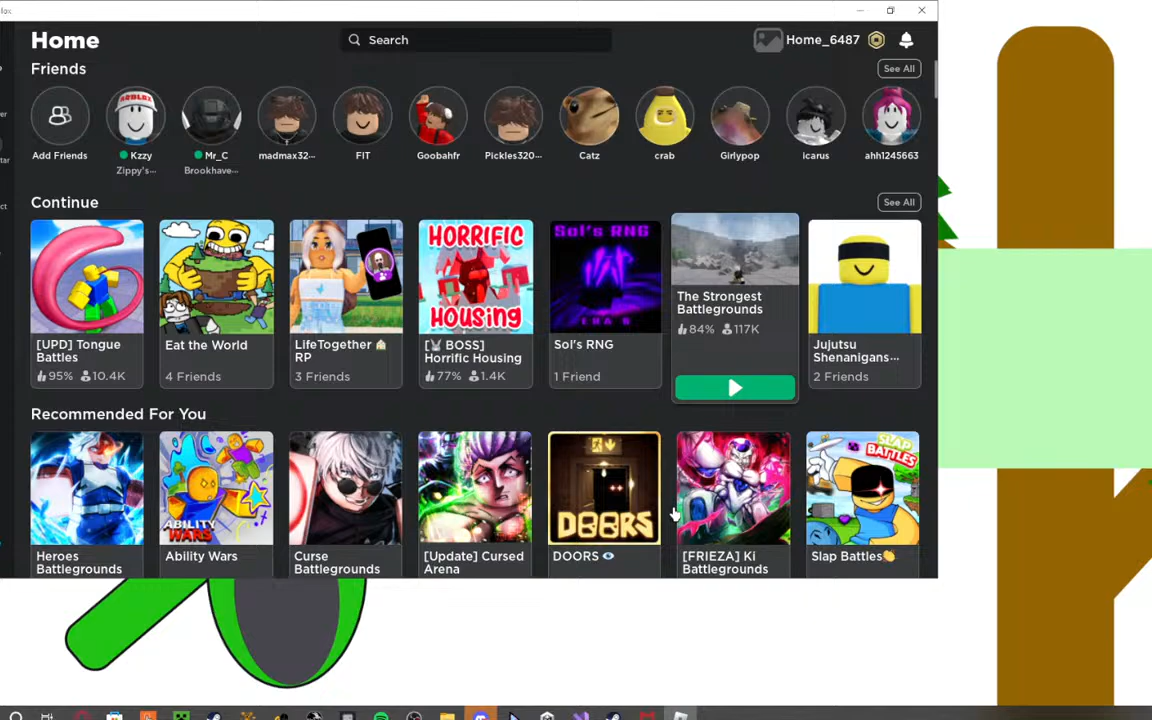 lox
Home
Search
Home_6487
Friends
See All
Add Friends
Kzzy
Zippy's...
Mr_C
Brookhave...
madmax32...
FIT
Goobahfr
Pickles320...
Catz
crab
Girlypop
icarus
ahh1245663
Continue
See All
HORRIFIC
HOUSING
Sol's RNG
ERA 8
[UPD] Tongue
Battles
95% 10.4K
Eat the World
4 Friends
LifeTogether 🏠
RP
3 Friends
[🐰 BOSS]
Horrific Housing
77% 1.4K
Sol's RNG
1 Friend
The Strongest
Battlegrounds
84% 117K
Jujutsu
Shenanigans...
2 Friends
Recommended For You
ABILITY
WARS
DOORS
SLAP
BATTLES
Heroes
Battlegrounds
Ability Wars
Curse
Battlegrounds
[Update] Cursed
Arena
DOORS 👁️
[FRIEZA] Ki
Battlegrounds
Slap Battles👏